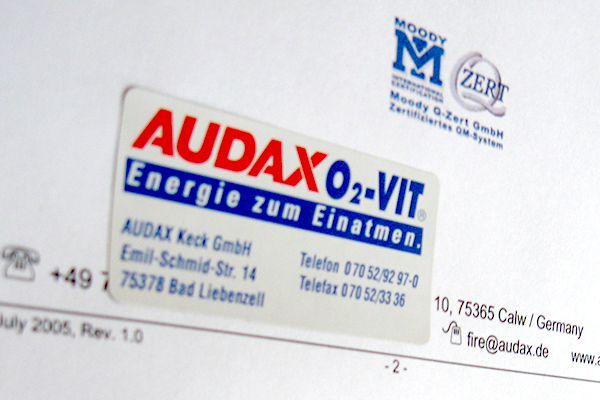 MOODY
M
INTERNATIONAL
CERTIFICATION
Q ZERT
Moody Q-Zert GmbH
Zertifiziertes QM-System
AUDAX O₂-VIT®
Energie zum Einatmen.
AUDAX Keck GmbH
Emil-Schmid-Str. 14
75378 Bad Liebenzell
Telefon 0 70 52/92 97-0
Telefax 0 70 52/33 36
+49 7
10, 75365 Calw / Germany
fire@audax.de www.a
July 2005, Rev. 1.0
- 2 -